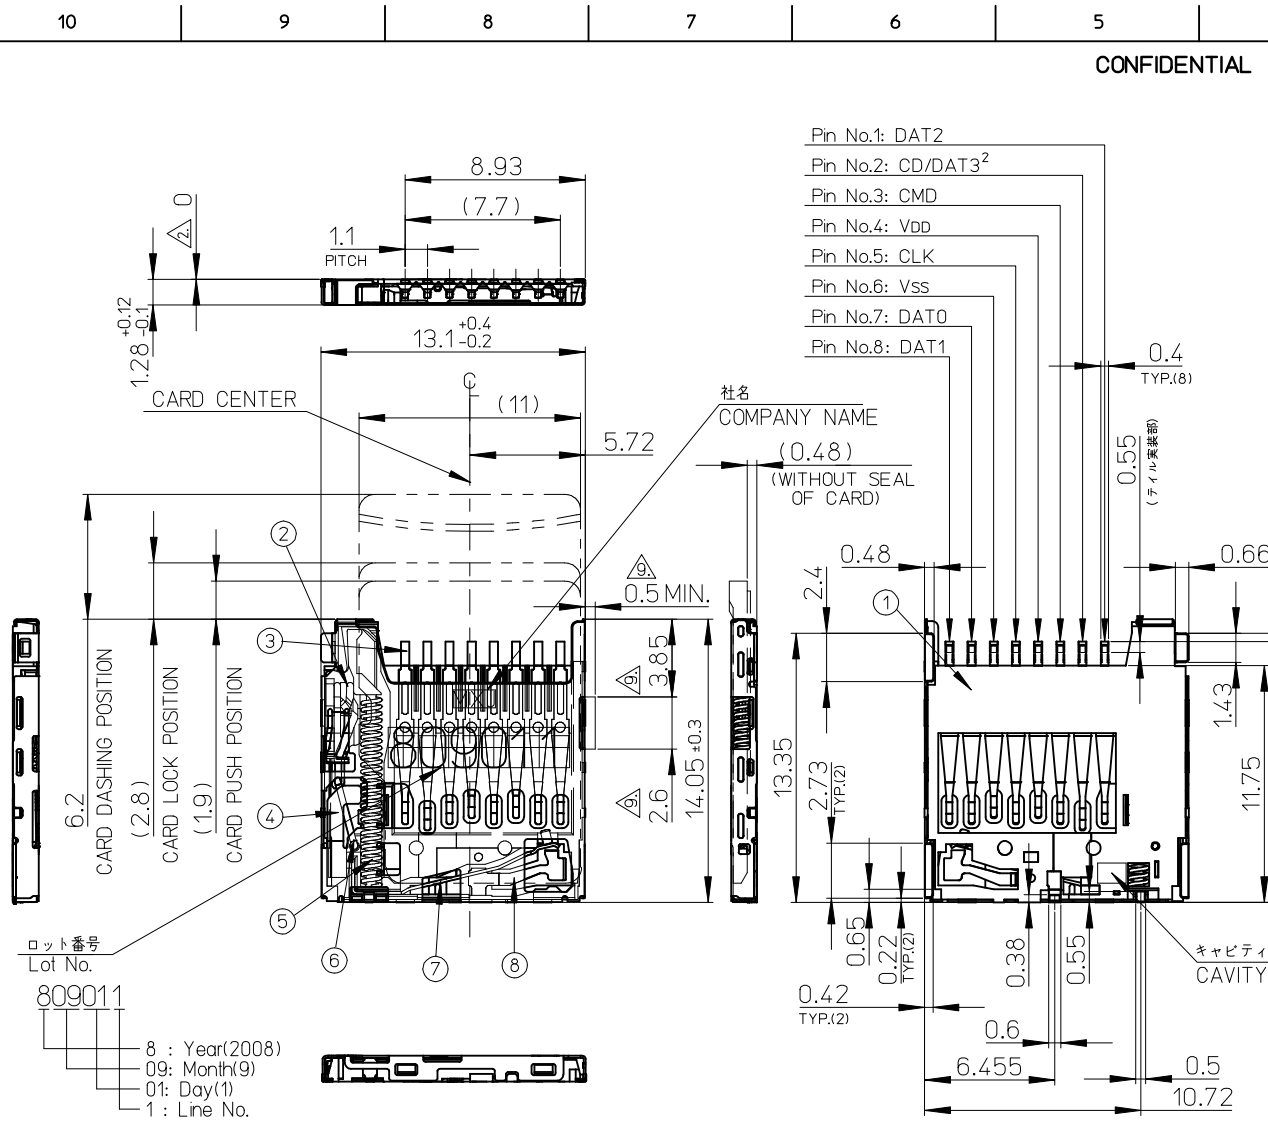 10 9 8 7 6 5
CONFIDENTIAL
Pin No.1: DAT2
Pin No.2: CD/DAT3²
Pin No.3: CMD
Pin No.4: VDD
Pin No.5: CLK
Pin No.6: Vss
Pin No.7: DAT0
Pin No.8: DAT1
8.93
(7.7)
1.1
PITCH
2. 0
1.28 +0.12 -0.1
13.1 +0.4 -0.2
CARD CENTER
CL
(11)
5.72
社名
COMPANY NAME
(0.48)
(WITHOUT SEAL
OF CARD)
0.4
TYP.(8)
0.55
(テイル実装部)
0.48
0.66
2.4
1
2
3
4
5
6
7
8
9.
0.5 MIN.
9.
3.85
9.
2.6
14.05 ±0.3
6.2
CARD DASHING POSITION
(2.8)
CARD LOCK POSITION
(1.9)
CARD PUSH POSITION
13.35
2.73
TYP.(2)
1.43
11.75
0.65
0.22
TYP.(2)
0.38
0.55
キャビティ
CAVITY
0.42
TYP.(2)
0.6
6.455
0.5
10.72
ロット番号
Lot No.
809011
8 : Year(2008)
09: Month(9)
01: Day(1)
1 : Line No.